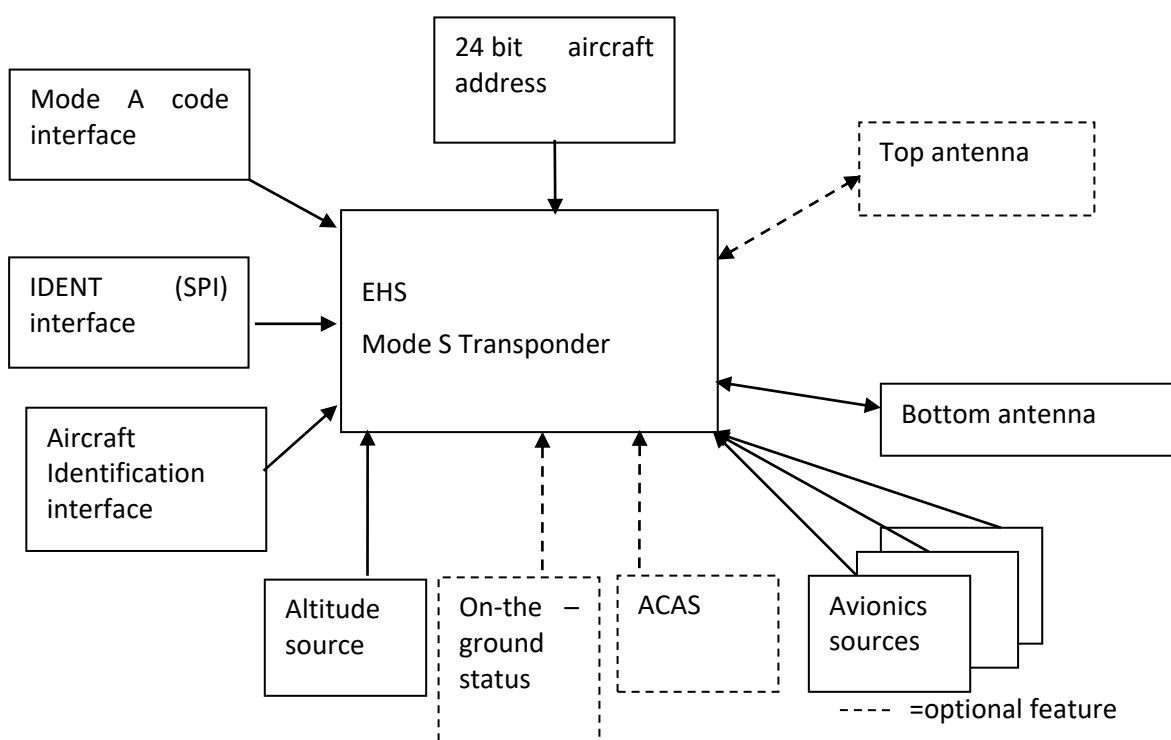 24 bit aircraft
address
Mode A code
interface
Top antenna
IDENT (SPI)
interface
EHS
Mode S Transponder
Bottom antenna
Aircraft
Identification
interface
Altitude
source
On-the –
ground
status
ACAS
Avionics
sources
=optional feature